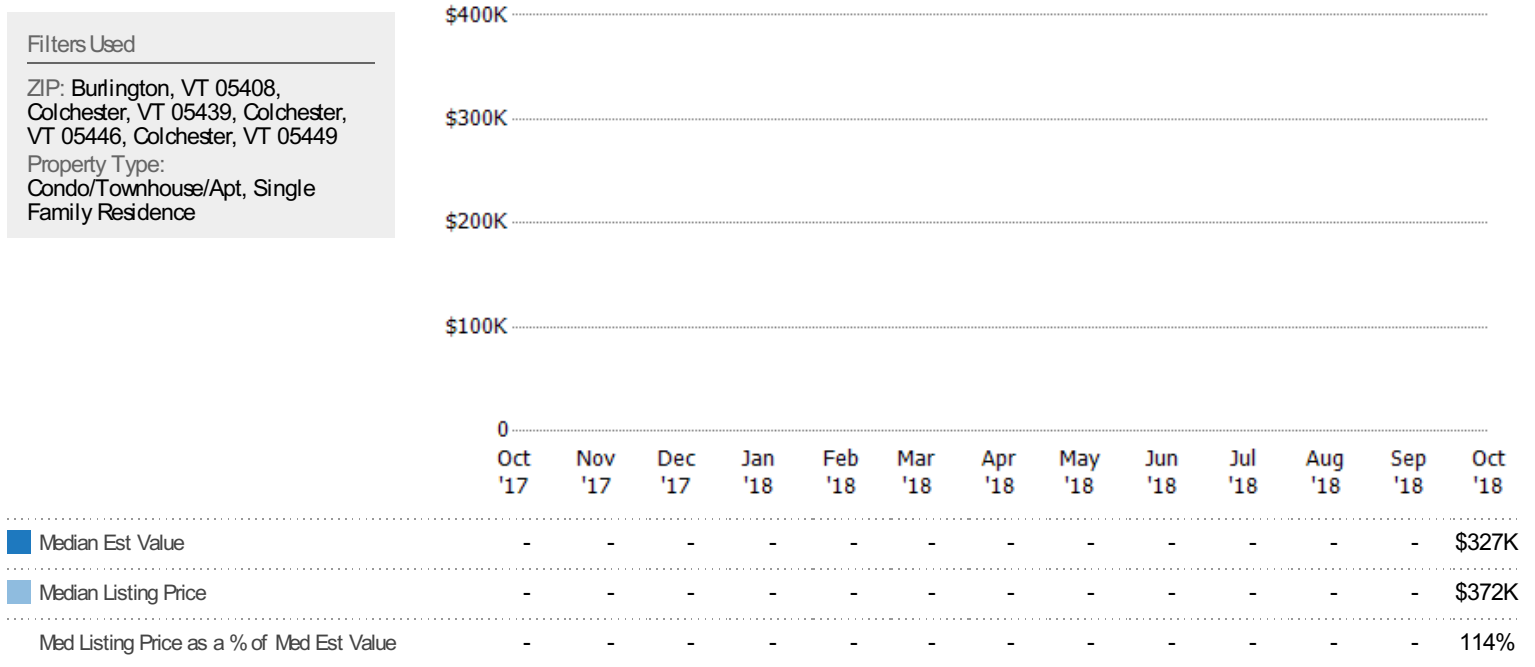 Filters Used
ZIP: Burlington, VT 05408,
Colchester, VT 05439, Colchester,
VT 05446, Colchester, VT 05449
Property Type:
Condo/Townhouse/Apt, Single
Family Residence
$400K
$300K
$200K
$100K
0
Oct Nov Dec Jan Feb Mar Apr May Jun Jul Aug Sep Oct
'17 '17 '17 '18 '18 '18 '18 '18 '18 '18 '18 '18 '18
Median Est Value - - - - - - - - - - - - $327K
Median Listing Price - - - - - - - - - - - - $372K
Med Listing Price as a % of Med Est Value - - - - - - - - - - - - 114%